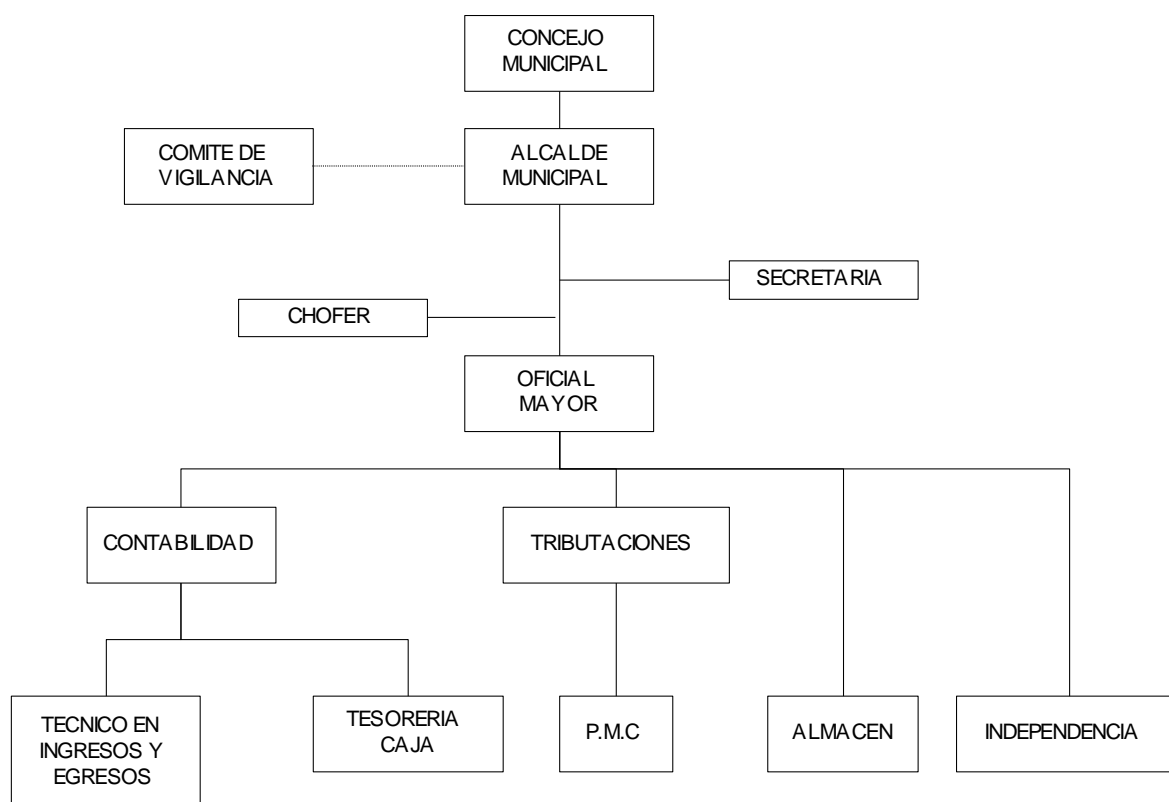 CONCEJO
MUNICIPAL
COMITE DE
VIGILANCIA
ALCALDE
MUNICIPAL
SECRETARIA
CHOFER
OFICIAL
MAYOR
CONTABILIDAD
TRIBUTACIONES
TECNICO EN
INGRESOS Y
EGRESOS
TESORERIA
CAJA
P.M.C
ALMACEN
INDEPENDENCIA